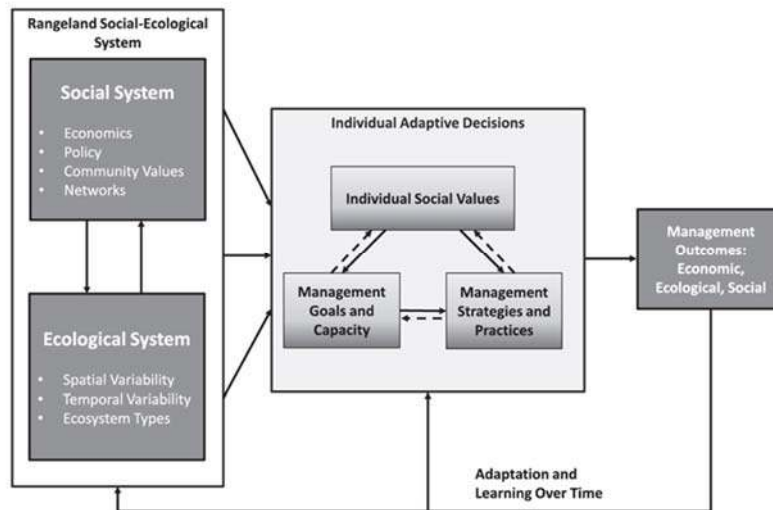 Rangeland Social-Ecological
System
Social System
• Economics
• Policy
• Community Values
• Networks
Ecological System
• Spatial Variability
• Temporal Variability
• Ecosystem Types
Individual Adaptive Decisions
Individual Social Values
Management
Goals and
Capacity
Management
Strategies and
Practices
Management
Outcomes:
Economic,
Ecological, Social
Adaptation and
Learning Over Time